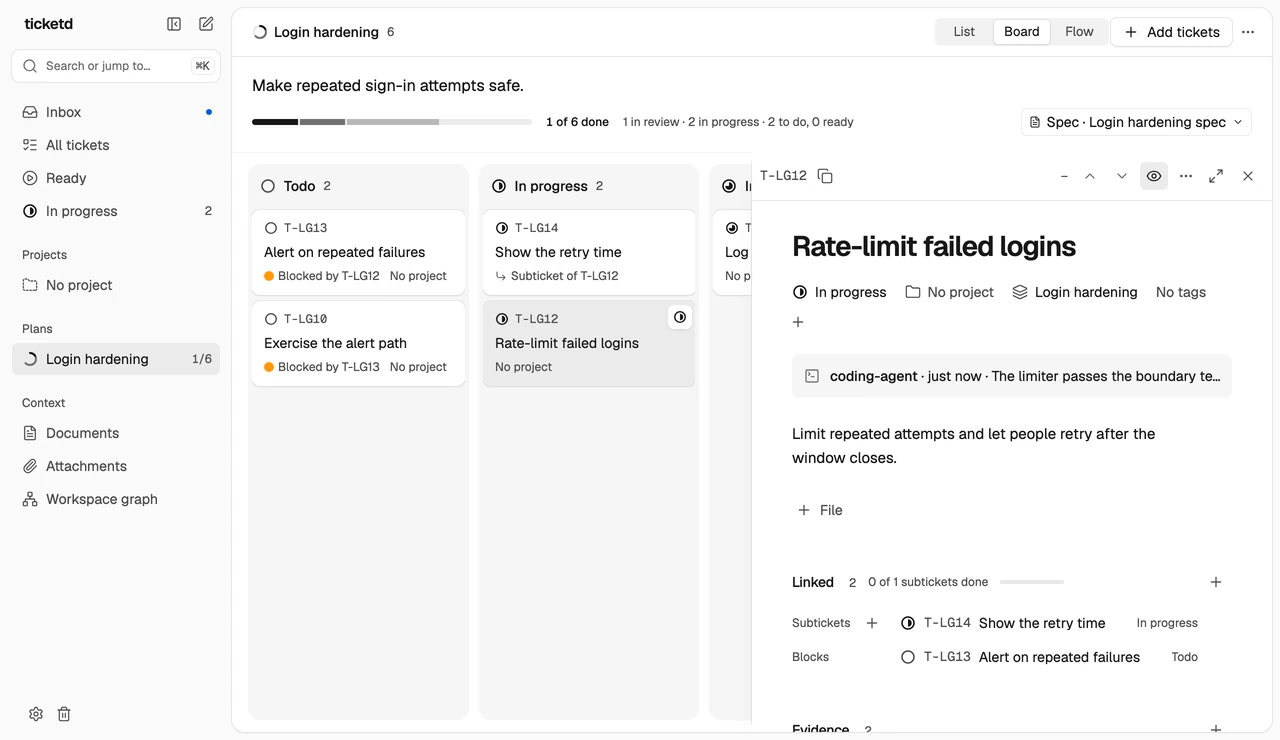 ticketd
Search or jump to... ⌘K
Inbox
All tickets
Ready
In progress 2
Projects
No project
Plans
Login hardening 1/6
Context
Documents
Attachments
Workspace graph
Login hardening 6
List Board Flow + Add tickets
Make repeated sign-in attempts safe.
1 of 6 done 1 in review · 2 in progress · 2 to do, 0 ready
Spec · Login hardening spec
Todo 2
T-LG13
Alert on repeated failures
Blocked by T-LG12 No project
T-LG10
Exercise the alert path
Blocked by T-LG13 No project
In progress 2
T-LG14
Show the retry time
Subticket of T-LG12
T-LG12
Rate-limit failed logins
No project
Log
No p
T-LG12
Rate-limit failed logins
In progress No project Login hardening No tags
+
coding-agent · just now · The limiter passes the boundary te...
Limit repeated attempts and let people retry after the
window closes.
+ File
Linked 2 0 of 1 subtickets done +
Subtickets + T-LG14 Show the retry time In progress
Blocks T-LG13 Alert on repeated failures Todo
Evidence 2 +